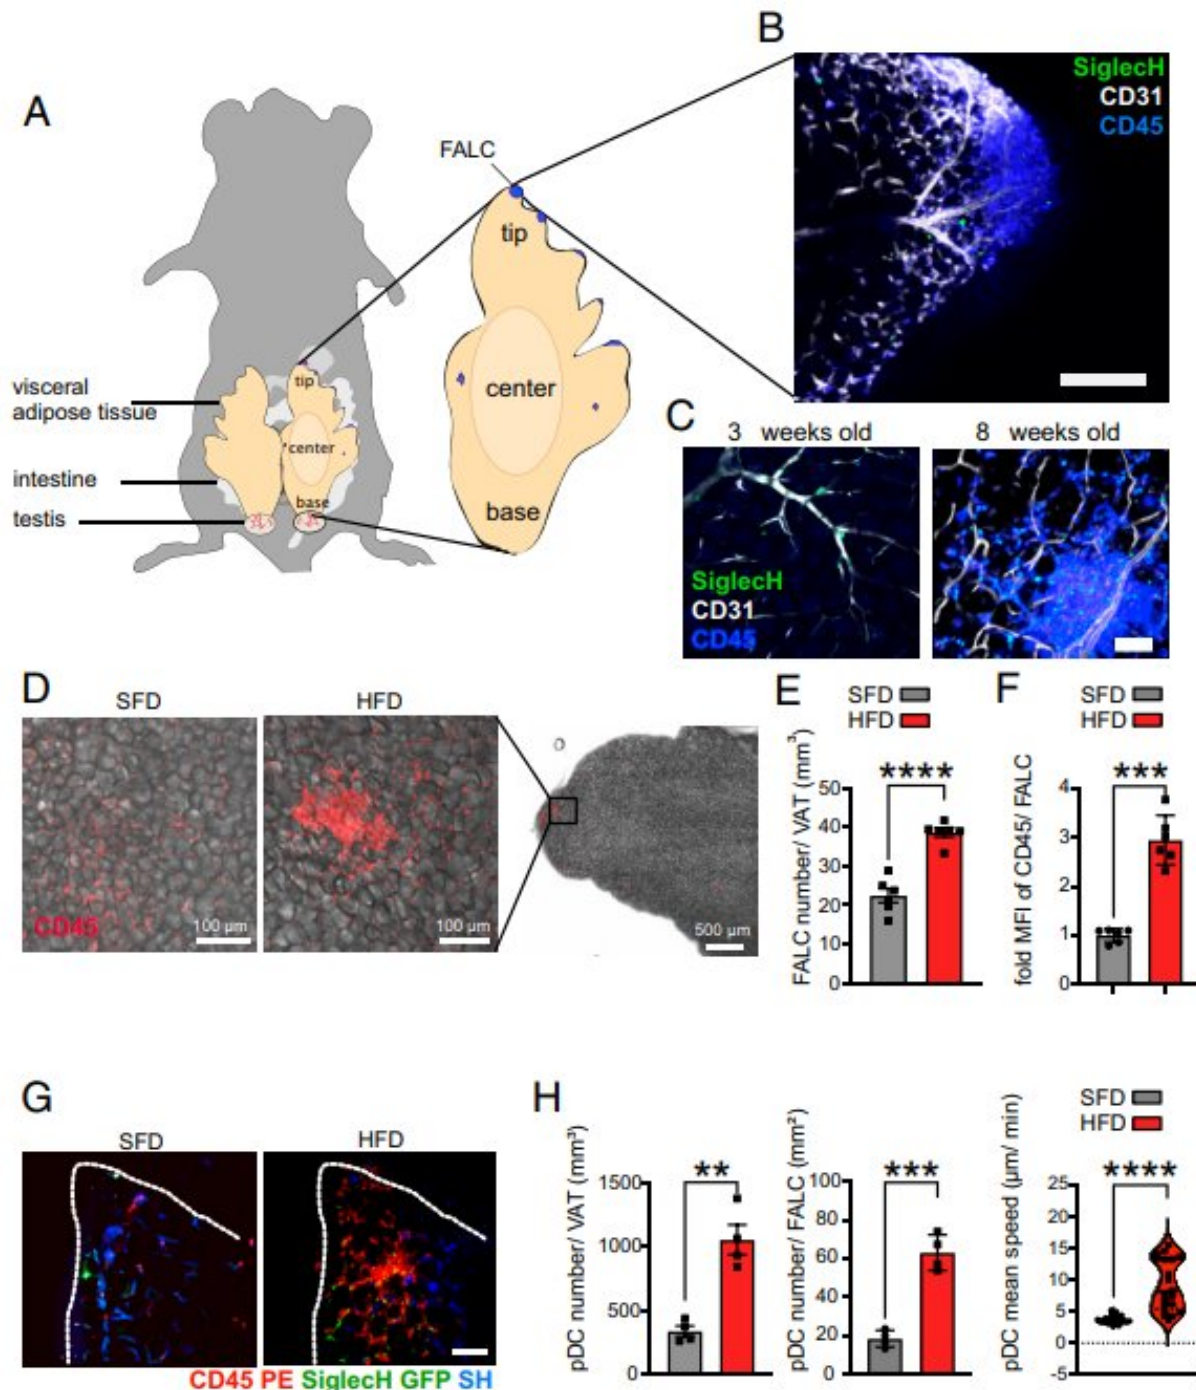 A
FALC
tip
center
base
visceral
adipose tissue
intestine
testis
tip
center
base
B
SiglecH
CD31
CD45
C
3 weeks old
8 weeks old
SiglecH
CD31
CD45
D
SFD
HFD
CD45
100 µm
100 µm
500 µm
E
SFD
HFD
FALC number/ VAT (mm³)
50
40
30
20
10
0
****
F
SFD
HFD
fold MFI of CD45/ FALC
4
3
2
1
0
***
G
SFD
HFD
CD45 PE SiglecH GFP SH
H
SFD
HFD
pDC number/ VAT (mm³)
1500
1000
500
0
**
pDC number/ FALC (mm²)
100
80
60
40
20
0
***
pDC mean speed (µm/ min)
25
20
15
10
5
0
-5
****